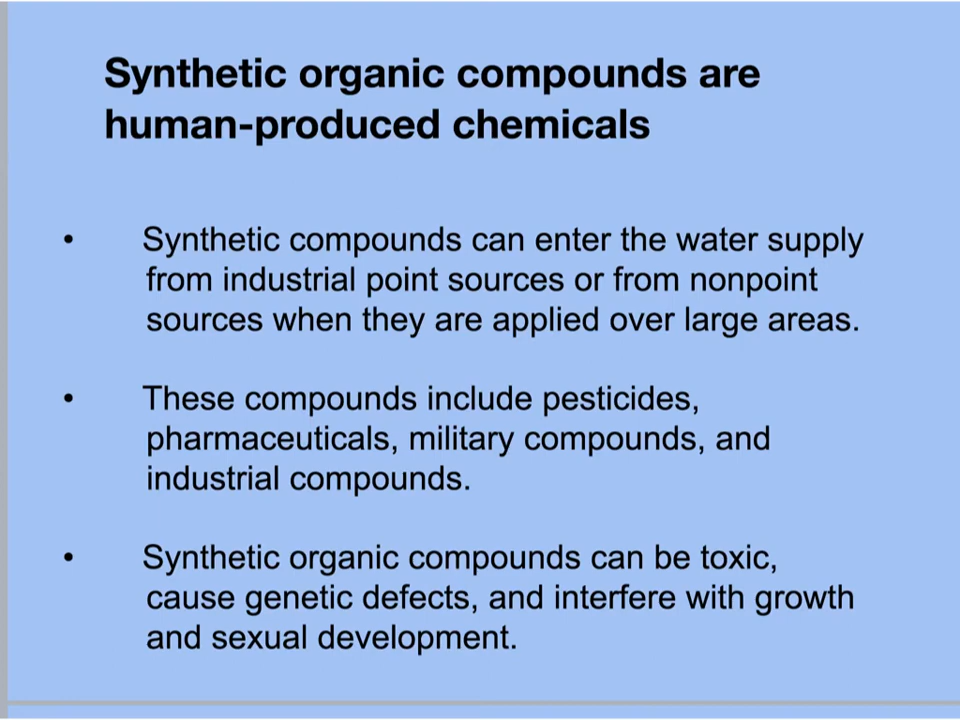 Synthetic organic compounds are
human-produced chemicals
• Synthetic compounds can enter the water supply
from industrial point sources or from nonpoint
sources when they are applied over large areas.
• These compounds include pesticides,
pharmaceuticals, military compounds, and
industrial compounds.
• Synthetic organic compounds can be toxic,
cause genetic defects, and interfere with growth
and sexual development.